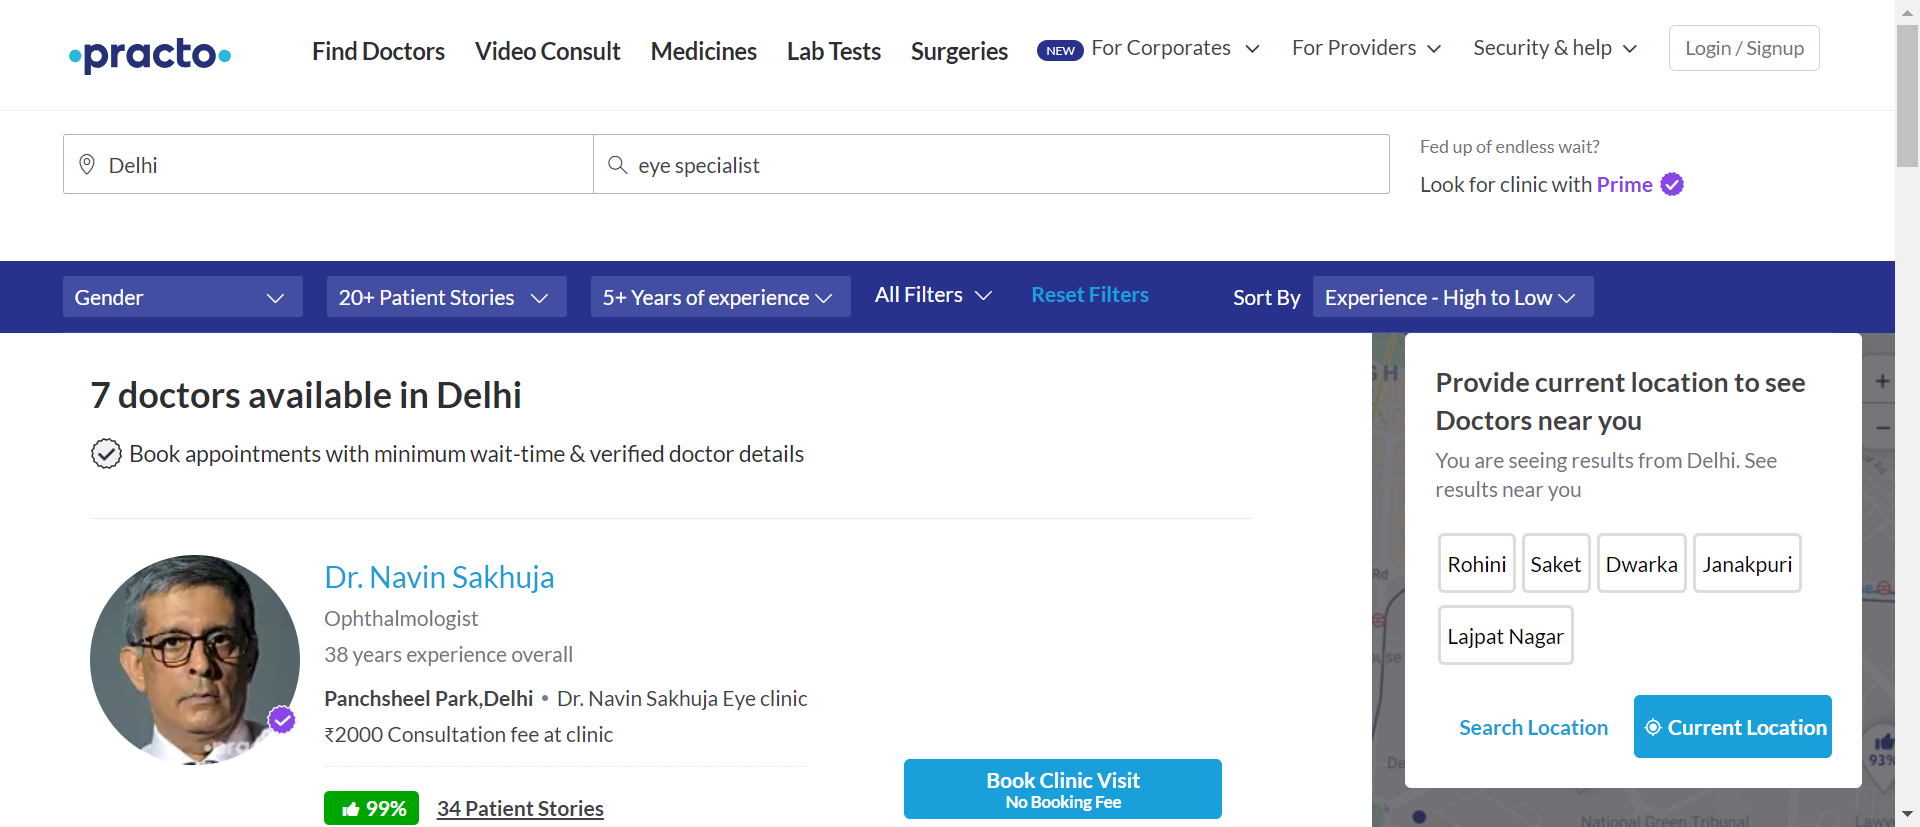 practo
Find Doctors
Video Consult
Medicines
Lab Tests
Surgeries
NEW
For Corporates
For Providers
Security & help
Login / Signup
Delhi
eye specialist
Fed up of endless wait?
Look for clinic with Prime
Gender
20+ Patient Stories
5+ Years of experience
All Filters
Reset Filters
Sort By
Experience - High to Low
7 doctors available in Delhi
Book appointments with minimum wait-time & verified doctor details
Dr. Navin Sakhuja
Ophthalmologist
38 years experience overall
Panchsheel Park,Delhi • Dr. Navin Sakhuja Eye clinic
₹2000 Consultation fee at clinic
99%
34 Patient Stories
Book Clinic Visit
No Booking Fee
Provide current location to see
Doctors near you
You are seeing results from Delhi. See
results near you
Rohini
Saket
Dwarka
Janakpuri
Lajpat Nagar
Search Location
Current Location
+
−
Rd
93%
National Green Tribunal